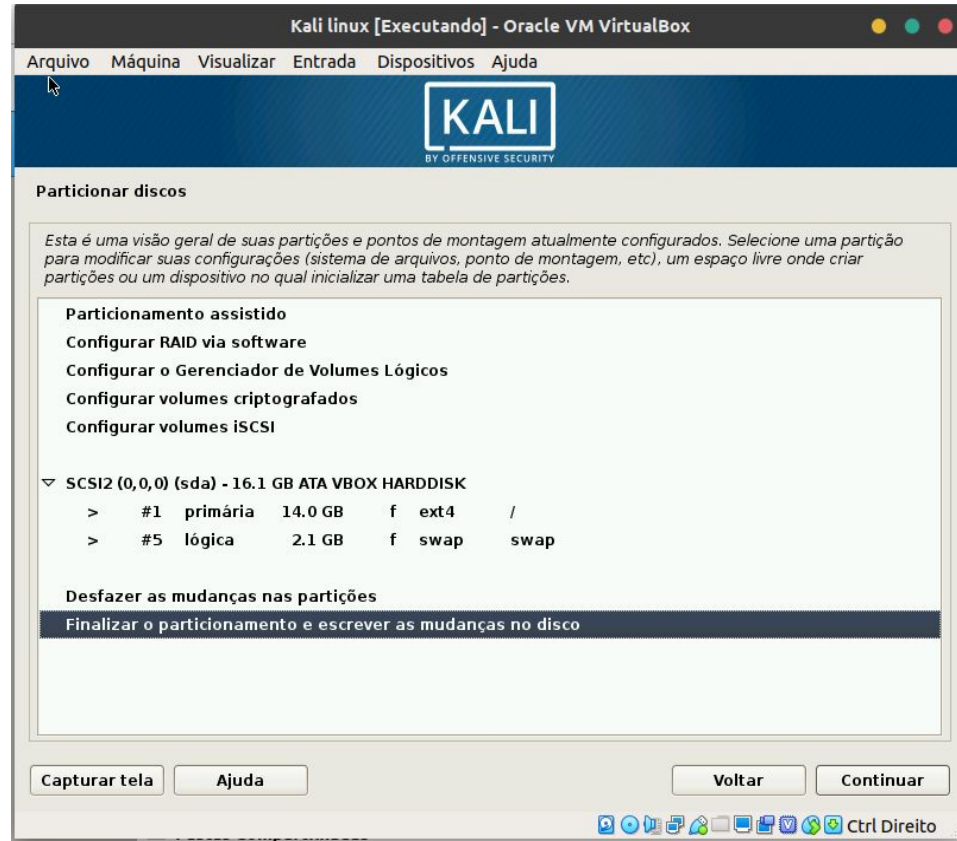 Kali linux [Executando] - Oracle VM VirtualBox
Arquivo Máquina Visualizar Entrada Dispositivos Ajuda
KALI
BY OFFENSIVE SECURITY
Particionar discos
Esta é uma visão geral de suas partições e pontos de montagem atualmente configurados. Selecione uma partição
para modificar suas configurações (sistema de arquivos, ponto de montagem, etc), um espaço livre onde criar
partições ou um dispositivo no qual inicializar uma tabela de partições.
Particionamento assistido
Configurar RAID via software
Configurar o Gerenciador de Volumes Lógicos
Configurar volumes criptografados
Configurar volumes iSCSI
SCSI2 (0,0,0) (sda) - 16.1 GB ATA VBOX HARDDISK
> #1 primária 14.0 GB f ext4 /
> #5 lógica 2.1 GB f swap swap
Desfazer as mudanças nas partições
Finalizar o particionamento e escrever as mudanças no disco
Capturar tela Ajuda Voltar Continuar
Ctrl Direito